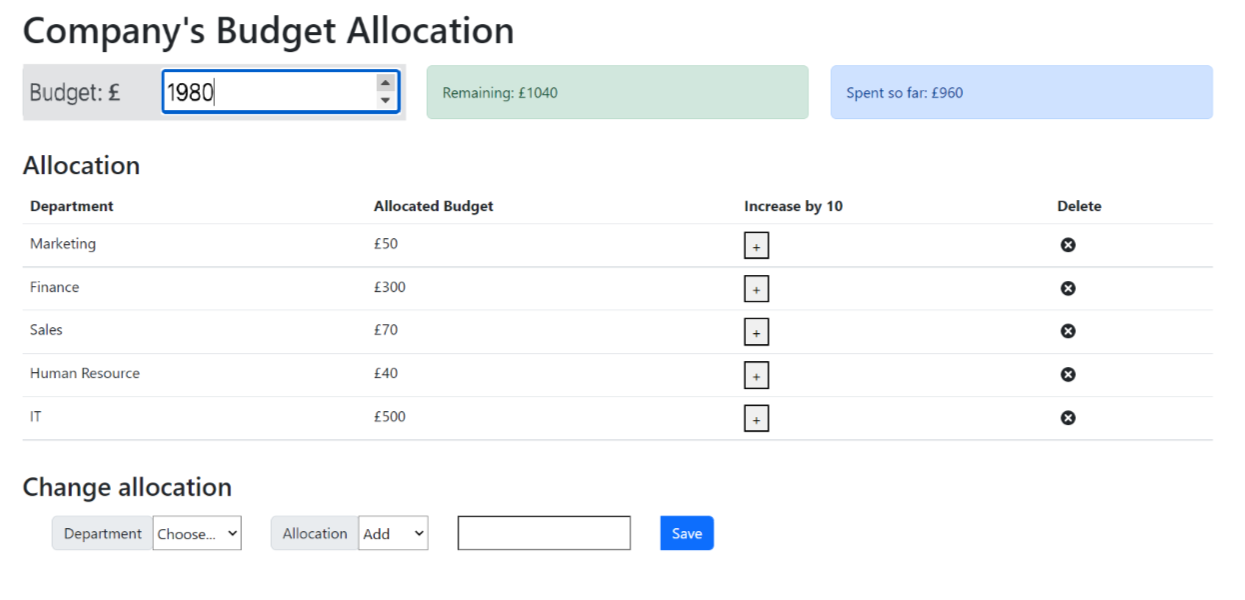 Company's Budget Allocation
Budget: £ 1980 Remaining: £1040 Spent so far: £960
Allocation
Department Allocated Budget Increase by 10 Delete
Marketing £50 +
Finance £300 +
Sales £70 +
Human Resource £40 +
IT £500 +
Change allocation
Department Choose... Allocation Add Save